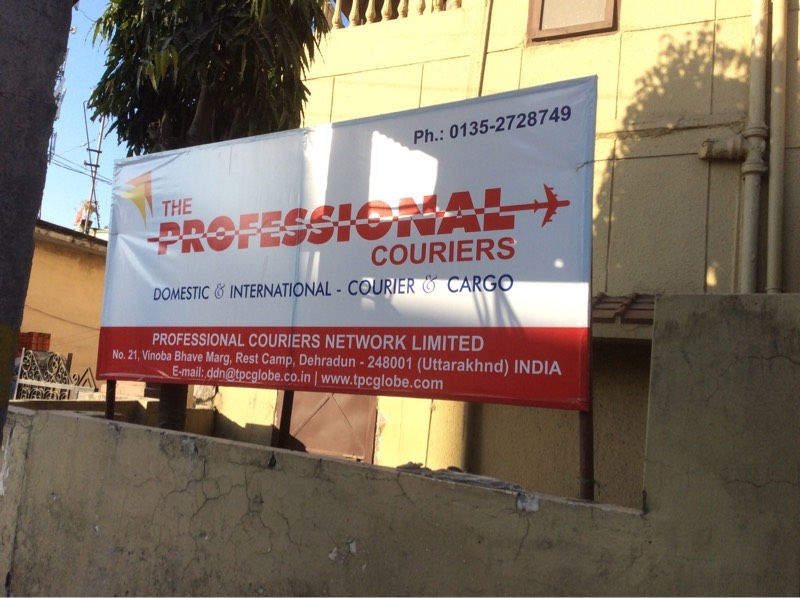 Ph.: 0135-2728749
THE
PROFESSIONAL
COURIERS
DOMESTIC & INTERNATIONAL - COURIER & CARGO
PROFESSIONAL COURIERS NETWORK LIMITED
No. 21, Vinoba Bhave Marg, Rest Camp, Dehradun - 248001 (Uttarakhnd) INDIA
E-mail: ddn@tpcglobe.co.in | www.tpcglobe.com